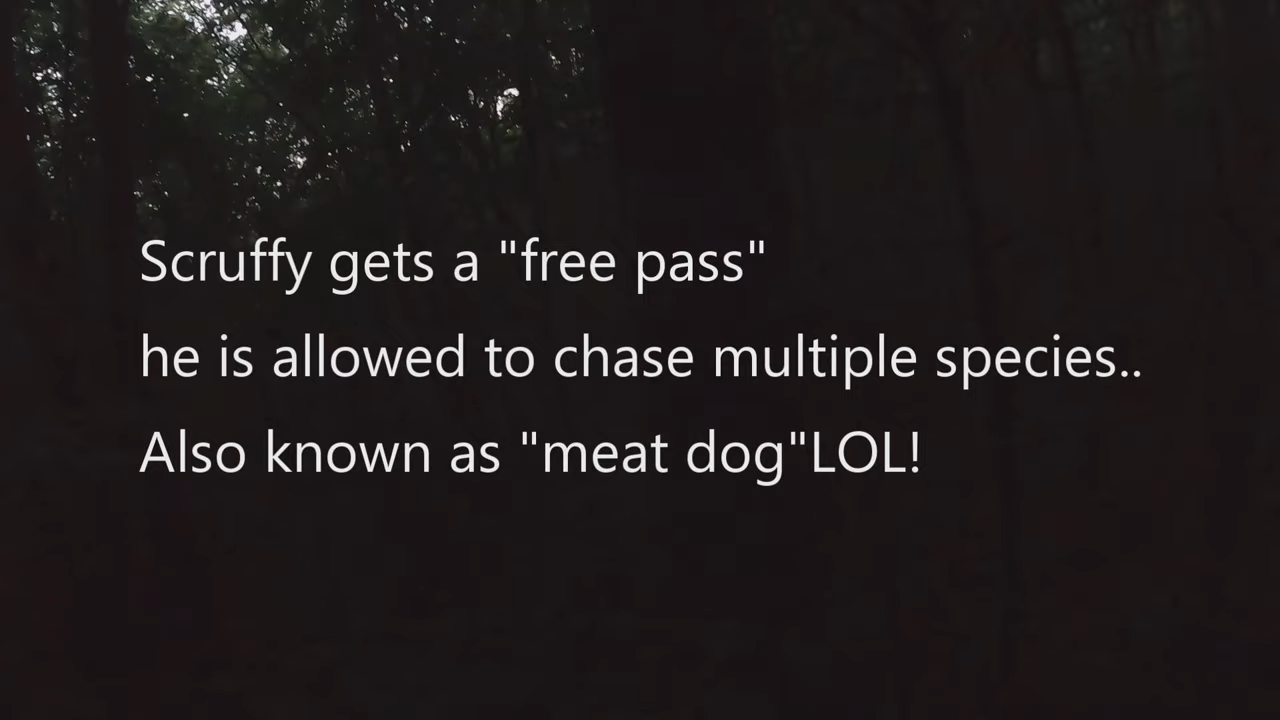 Scruffy gets a "free pass"
he is allowed to chase multiple species..
Also known as "meat dog"LOL!